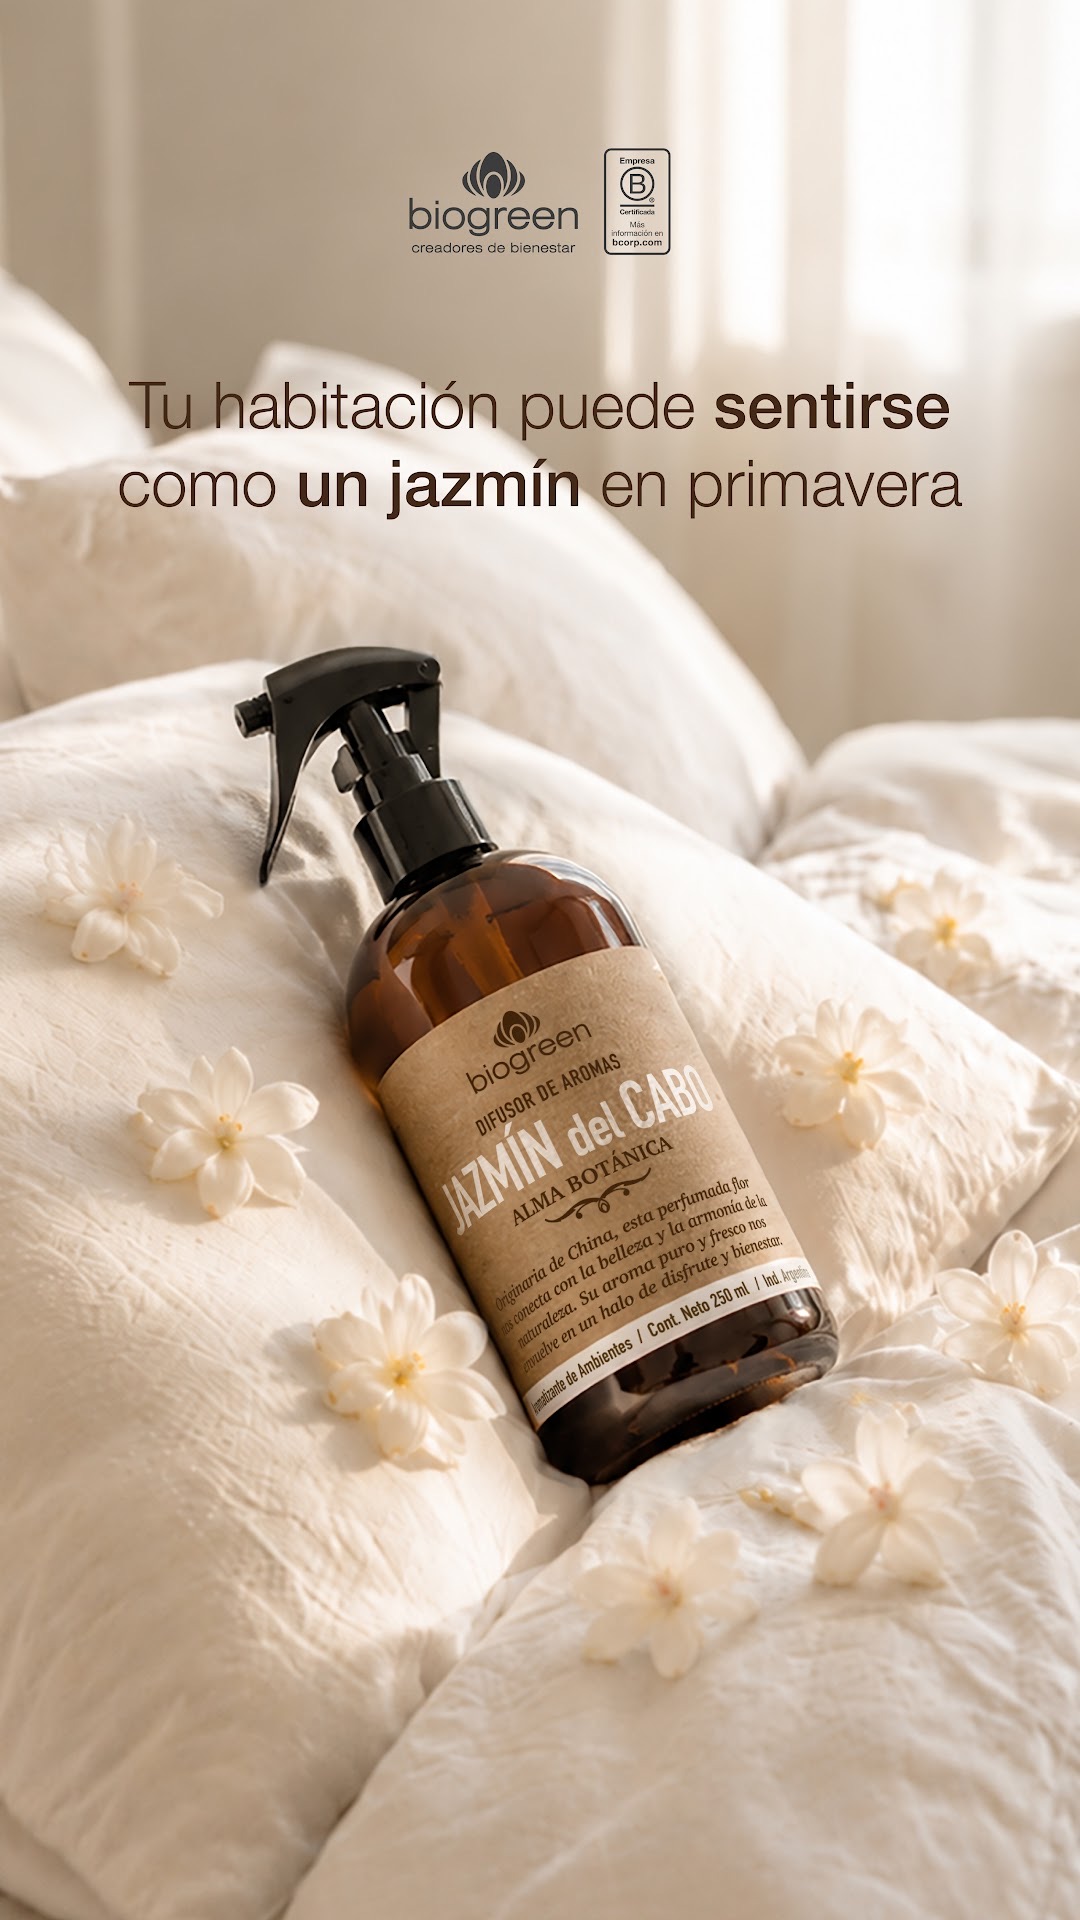 biogreen
creadores de bienestar
Empresa
B
®
Certificada
Más
información en
bcorp.com
Tu habitación puede sentirse
como un jazmín en primavera
biogreen
DIFUSOR DE AROMAS
JAZMÍN del CABO
ALMA BOTÁNICA
Originaria de China, esta perfumada flor
nos conecta con la belleza y la armonía de la
naturaleza. Su aroma puro y fresco nos
envuelve en un halo de disfrute y bienestar.
Aromatizante de Ambientes / Cont. Neto 250 ml / Ind. Argentina